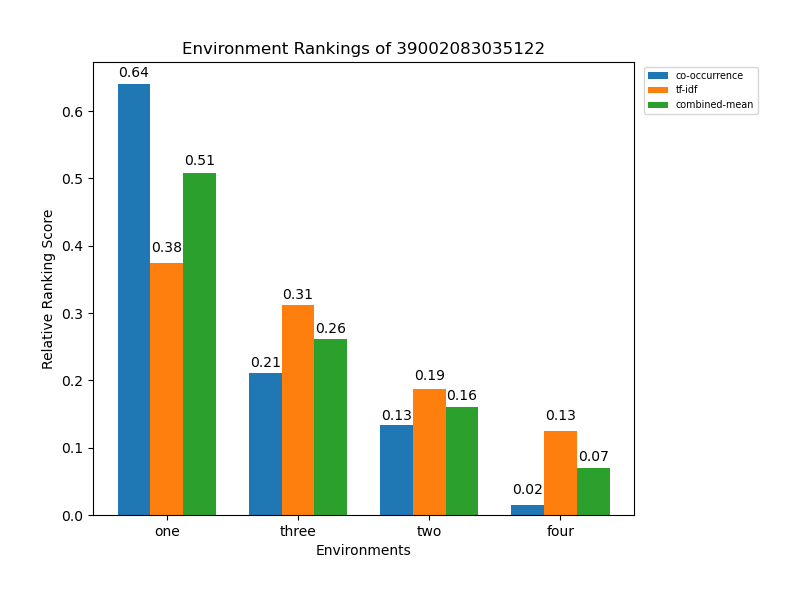 Environment Rankings of 39002083035122
co-occurrence
tf-idf
combined-mean
Relative Ranking Score
0.6
0.5
0.4
0.3
0.2
0.1
0.0
0.64
0.38
0.51
0.21
0.31
0.26
0.13
0.19
0.16
0.02
0.13
0.07
one three two four
Environments